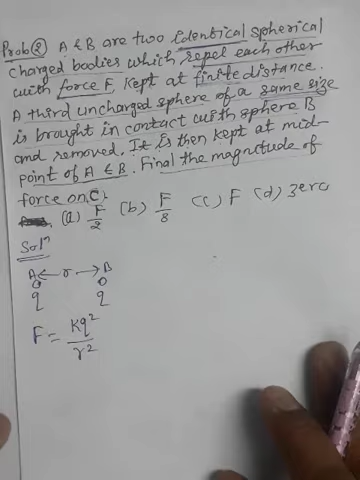 Prob② A & B are two identical spherical
charged bodies which repel each other
with force F kept at finite distance.
A third uncharged sphere of a same size
is brought in contact with sphere B
and removed. It is then kept at mid-
point of A & B. Final the magnitude of
force on C.
(a) F/2 (b) F/8 (c) F (d) zero
Solⁿ
A ← r → B
q q
F = Kq²/r²